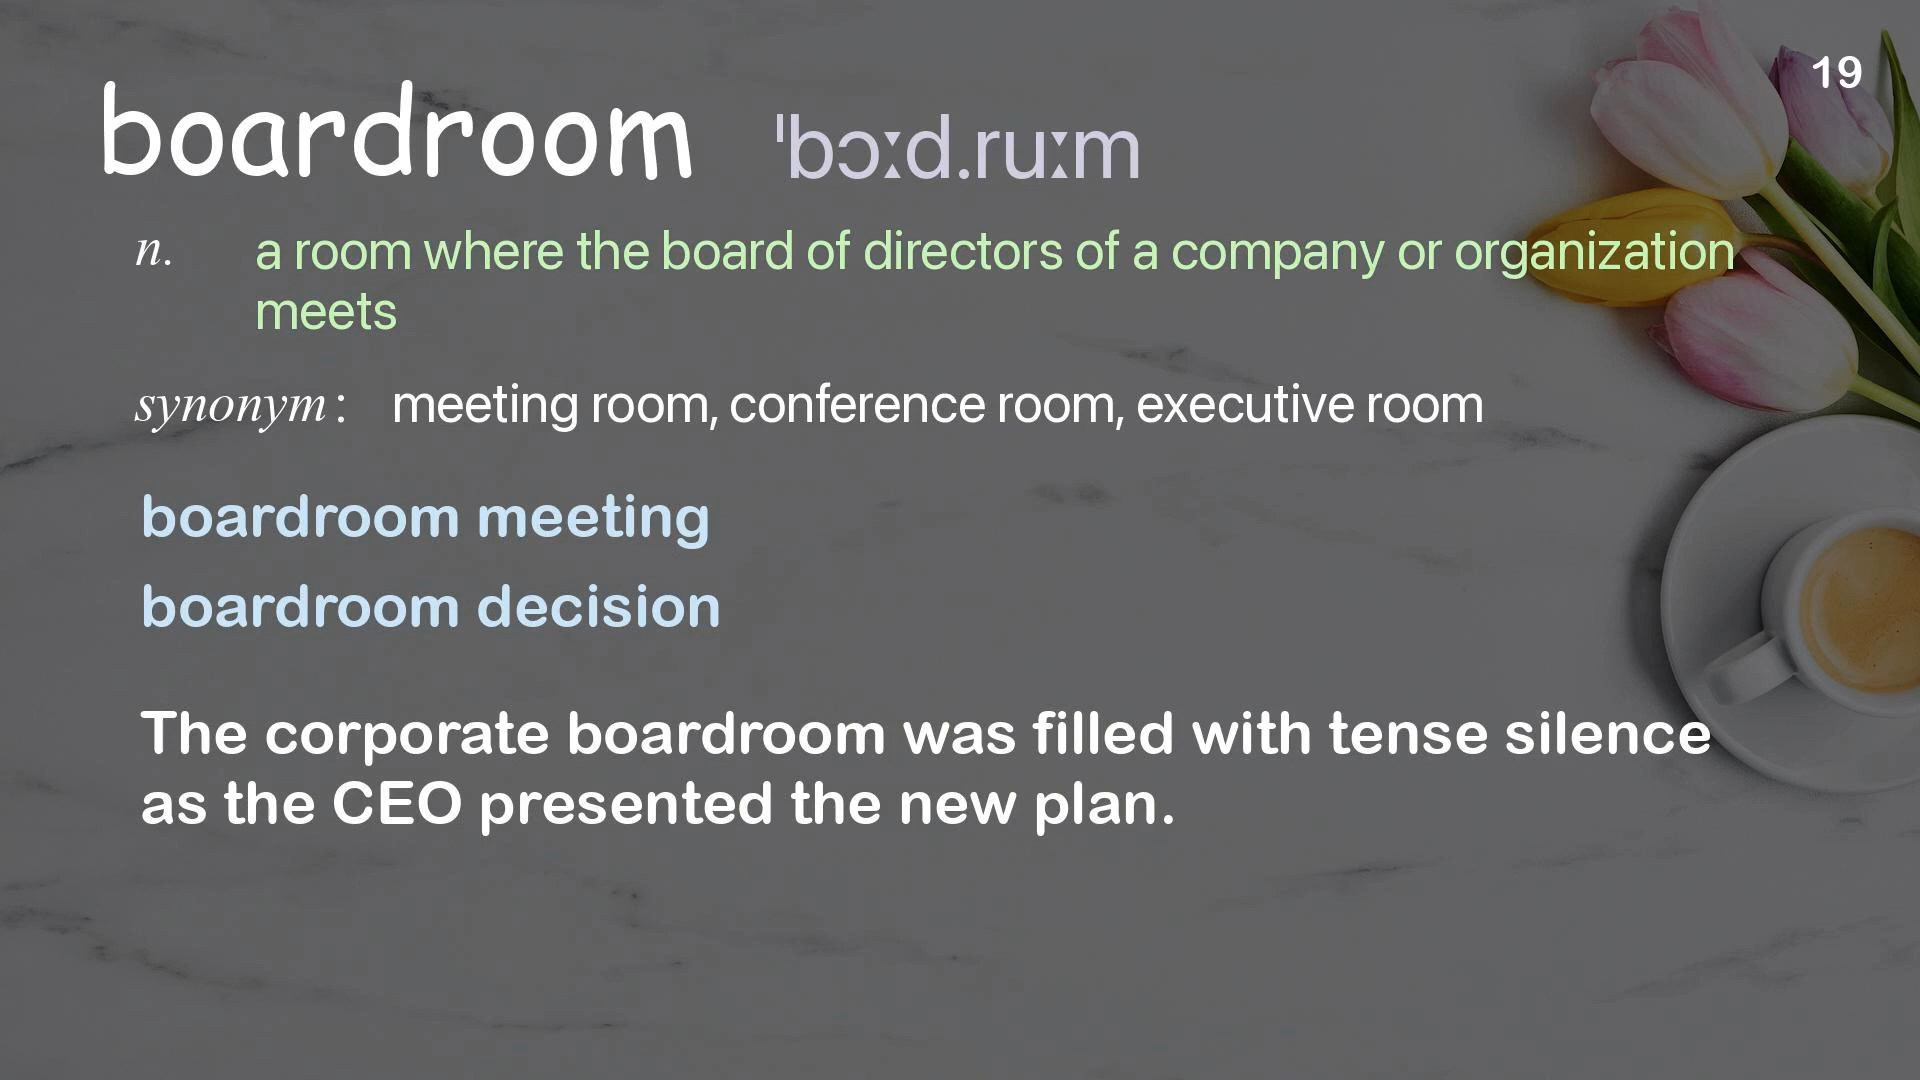 19
boardroom ˈbɔːd.ruːm
n. a room where the board of directors of a company or organization
meets
synonym: meeting room, conference room, executive room
boardroom meeting
boardroom decision
The corporate boardroom was filled with tense silence
as the CEO presented the new plan.